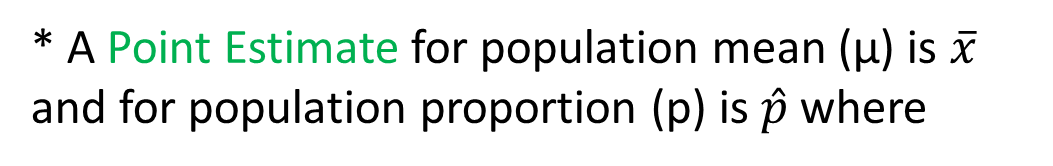 * A Point Estimate for population mean (μ) is x̄
and for population proportion (p) is p̂ where